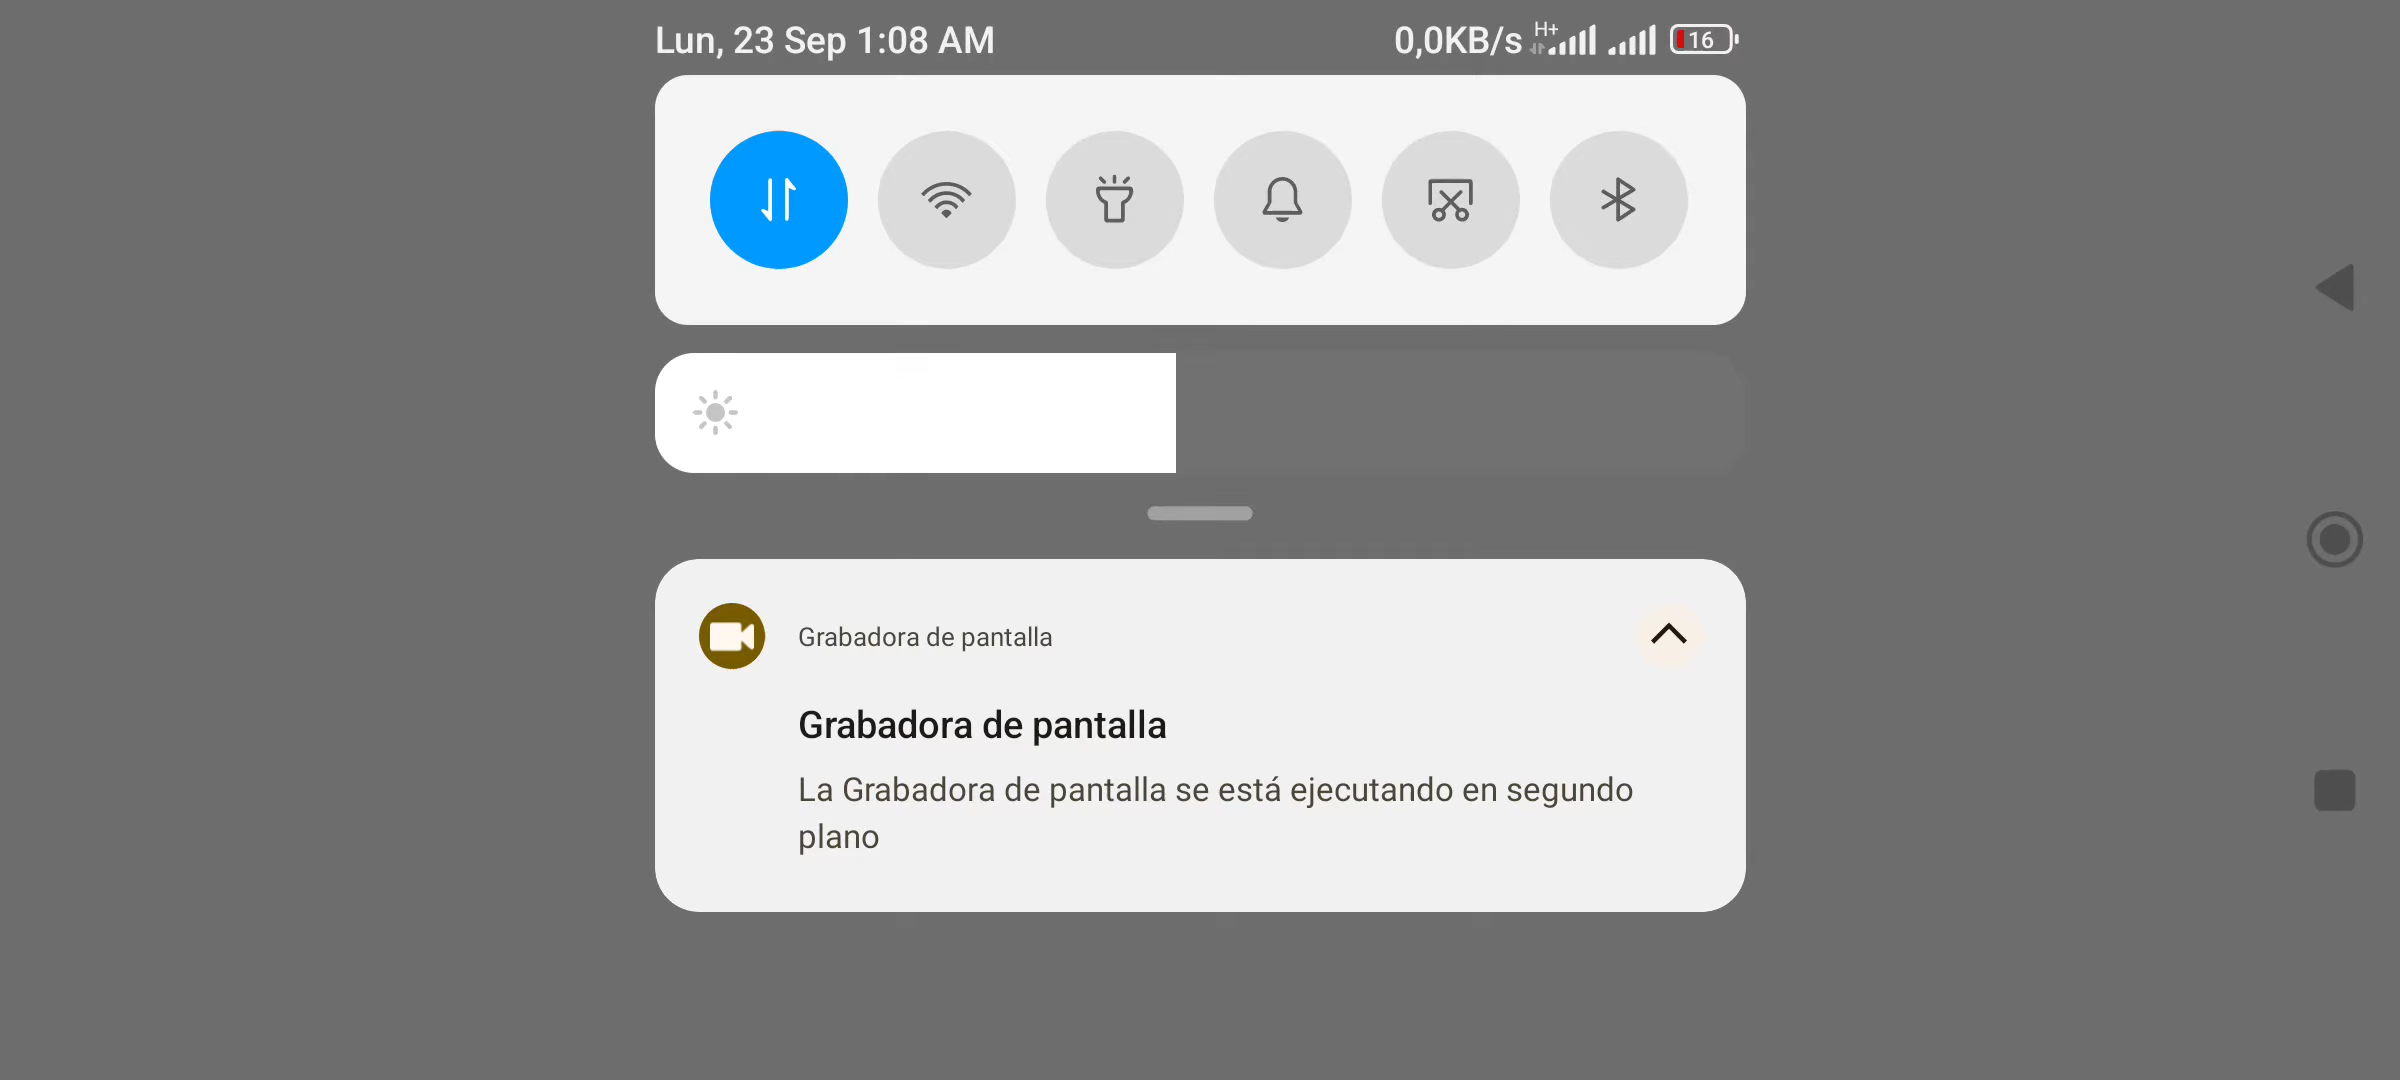 Lun, 23 Sep 1:08 AM 0,0KB/s H+ 16
Grabadora de pantalla
Grabadora de pantalla
La Grabadora de pantalla se está ejecutando en segundo
plano